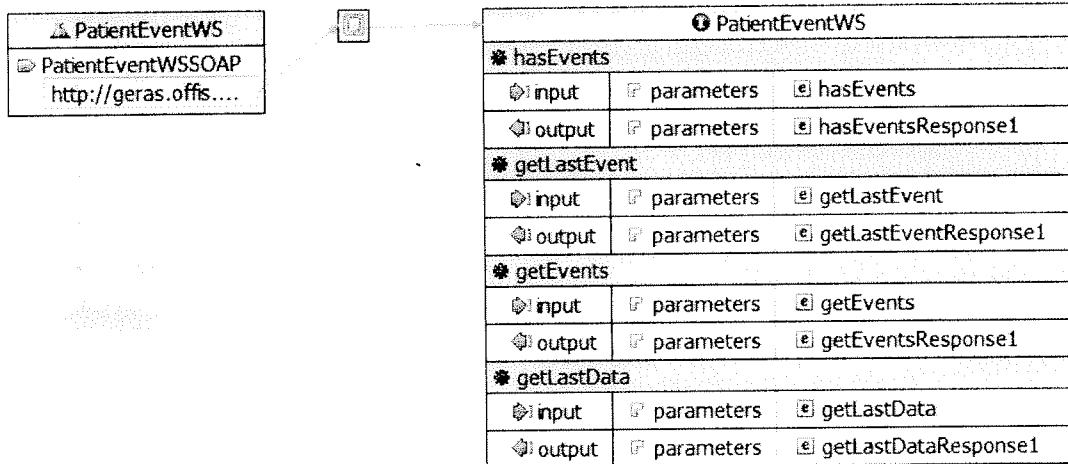 PatientEventWS
PatientEventWSSOAP
http://geras.offis....
PatientEventWS
hasEvents
input parameters hasEvents
output parameters hasEventsResponse1
getLastEvent
input parameters getLastEvent
output parameters getLastEventResponse1
getEvents
input parameters getEvents
output parameters getEventsResponse1
getLastData
input parameters getLastData
output parameters getLastDataResponse1